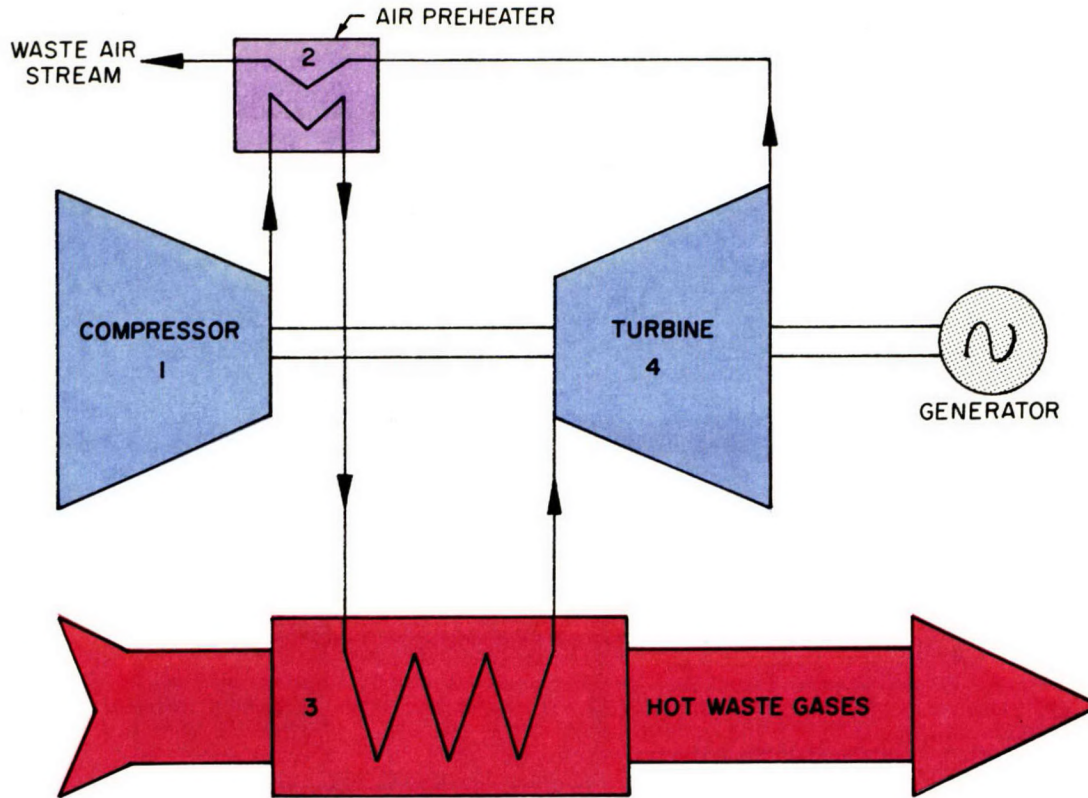 AIR PREHEATER
WASTE AIR
STREAM
2
COMPRESSOR
1
TURBINE
4
GENERATOR
3
HOT WASTE GASES